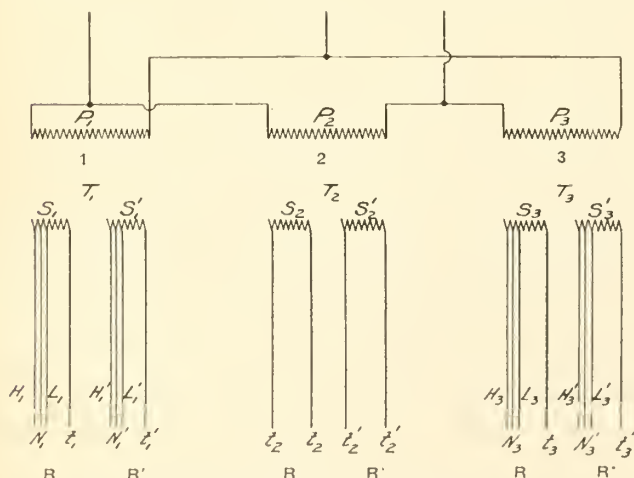 P₁ P₂ P₃
1 2 3
T₁ T₂ T₃
S₁ S₁' S₂ S₂' S₃ S₃'
H₁ L₁ H₁' L₁' H₃ L₃ H₃' L₃'
N₁ t₁ N₁' t₁' t₂ t₂ t₂' t₂' N₃ t₃ N₃' t₃'
R R' R R' R R'